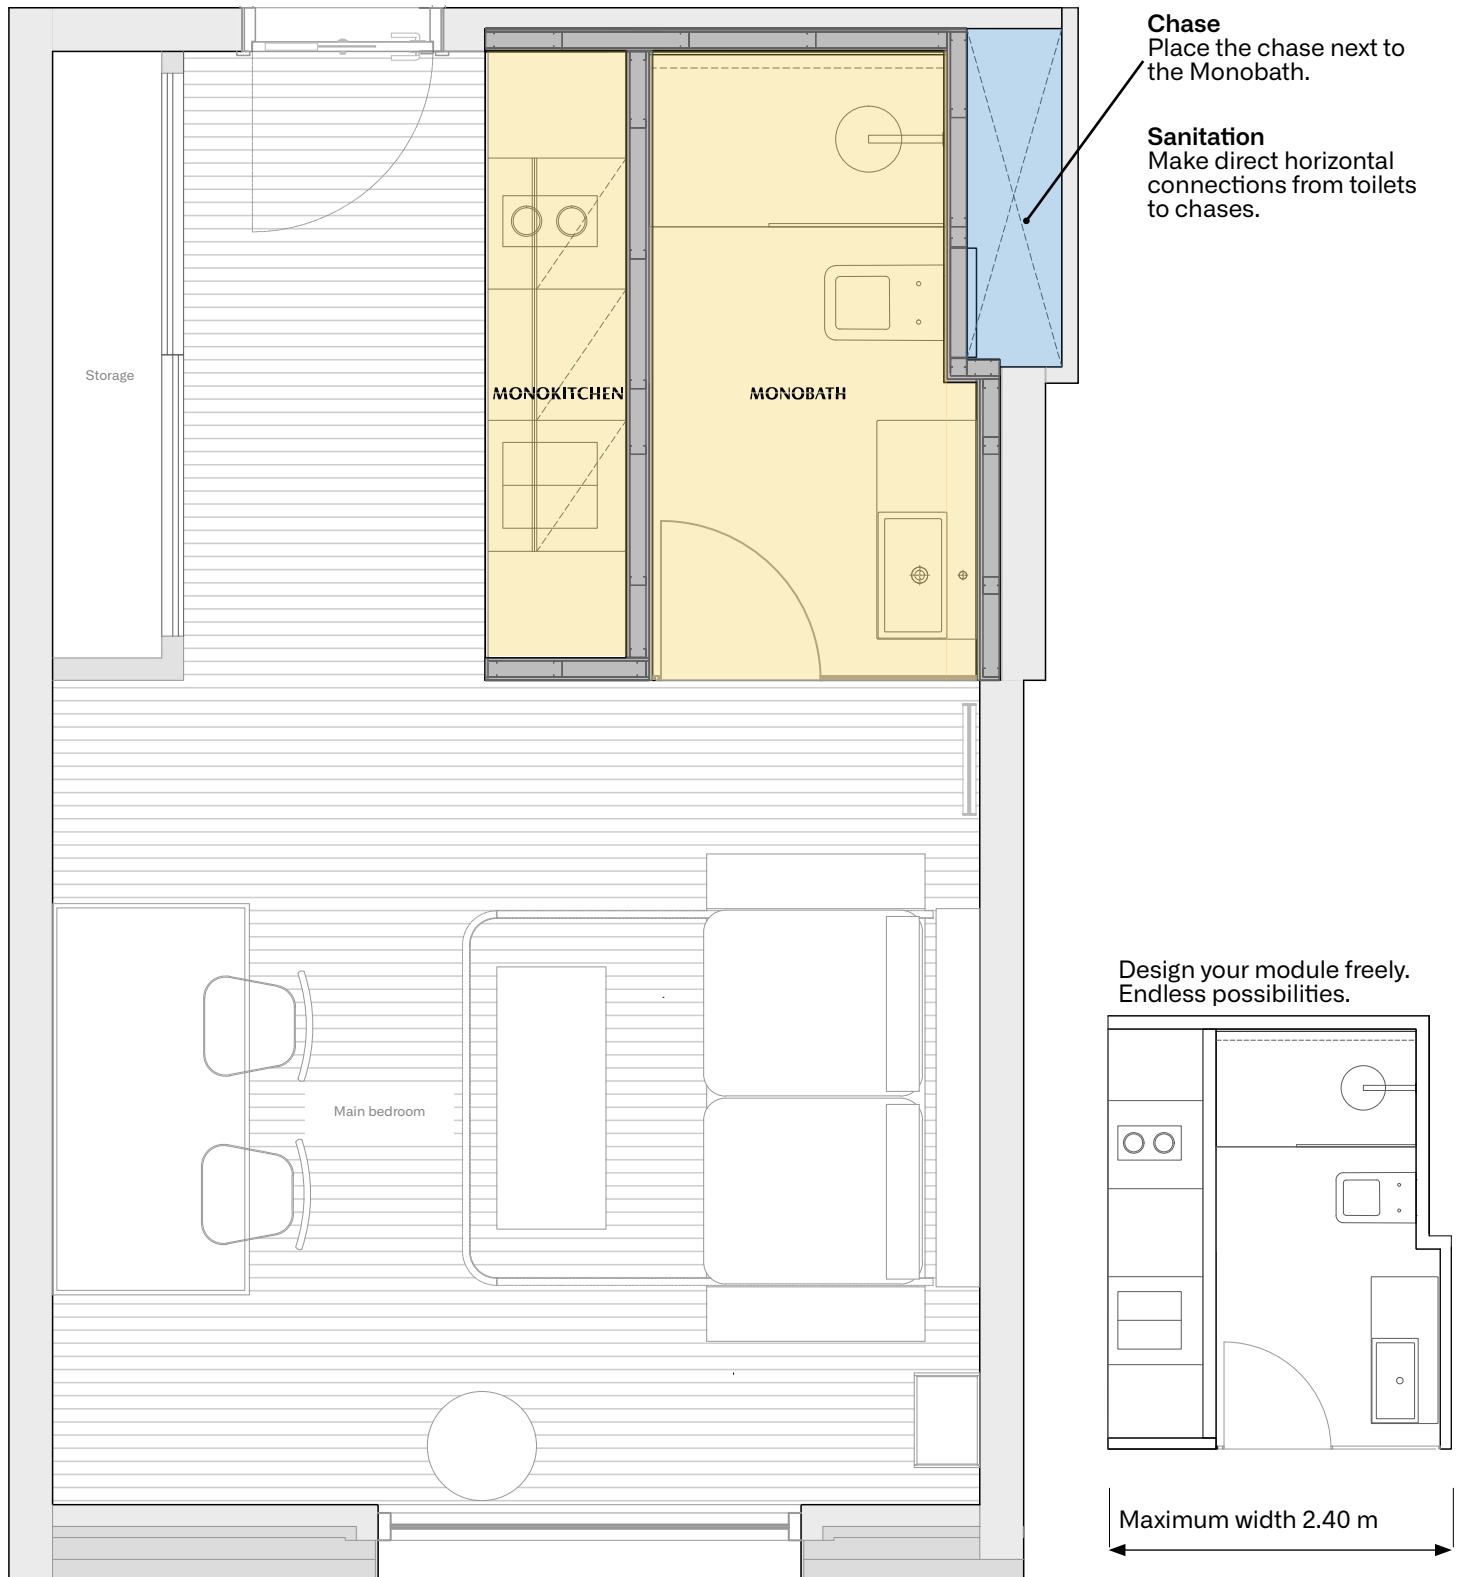 Chase
Place the chase next to
the Monobath.
Sanitation
Make direct horizontal
connections from toilets
to chases.
Storage
MONOKITCHEN
MONOBATH
Main bedroom
Design your module freely.
Endless possibilities.
Maximum width 2.40 m